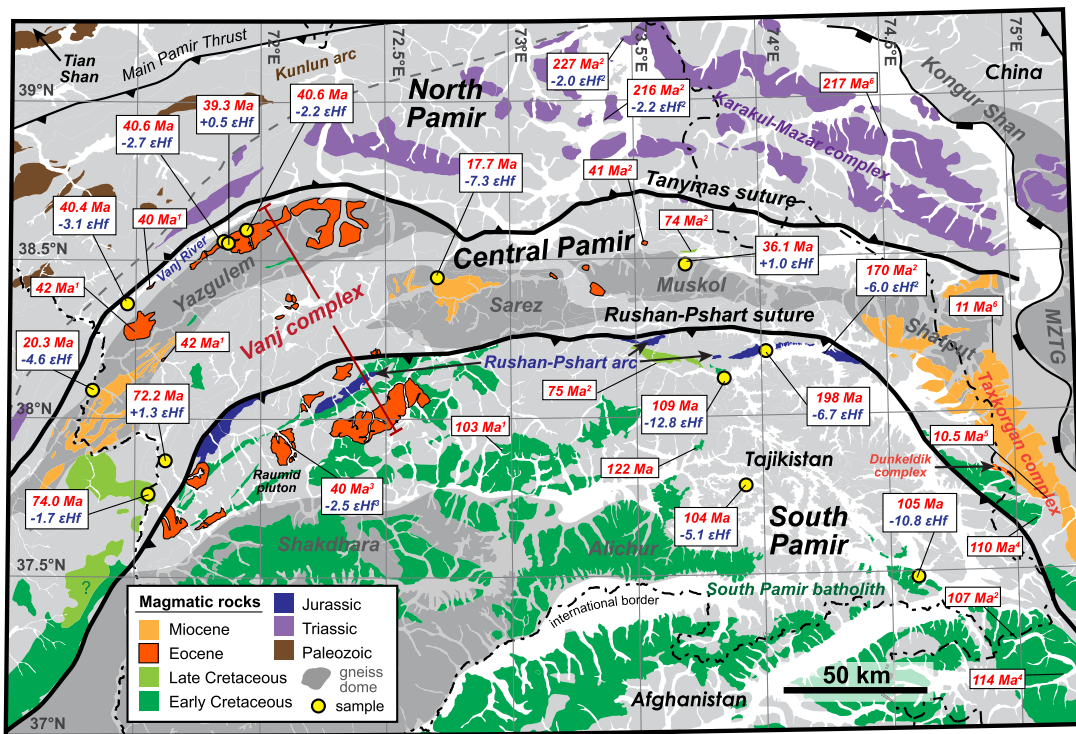 Tian
Shan
Main Pamir Thrust
72°E
Kunlun arc
72.5°E
73°E
73.5°E
74°E
74.5°E
75°E
China
Kongur Shan
39°N
North
Pamir
227 Ma²
-2.0 εHf²
216 Ma²
-2.2 εHf²
217 Ma⁶
Karakul-Mazar complex
39.3 Ma
+0.5 εHf
40.6 Ma
-2.2 εHf
40.6 Ma
-2.7 εHf
17.7 Ma
-7.3 εHf
41 Ma²
Tanymas suture
40.4 Ma
-3.1 εHf
40 Ma¹
74 Ma²
36.1 Ma
+1.0 εHf
38.5°N
Vanj River
Central Pamir
Yazgulem
170 Ma²
-6.0 εHf²
42 Ma¹
Sarez
Muskol
11 Ma⁶
Vanj complex
Rushan-Pshart suture
Shatput
MZTG
20.3 Ma
-4.6 εHf
42 Ma¹
Rushan-Pshart arc
75 Ma²
72.2 Ma
+1.3 εHf
109 Ma
-12.8 εHf
198 Ma
-6.7 εHf
Taxkorgan complex
38°N
103 Ma¹
10.5 Ma⁵
Dunkeldik
complex
Raumid
pluton
122 Ma
Tajikistan
74.0 Ma
-1.7 εHf
40 Ma³
-2.5 εHf³
104 Ma
-5.1 εHf
105 Ma
-10.8 εHf
South
Pamir
Shakdhara
Alichur
110 Ma⁴
37.5°N
?
South Pamir batholith
107 Ma²
international border
Magmatic rocks
Miocene
Eocene
Late Cretaceous
Early Cretaceous
Jurassic
Triassic
Paleozoic
gneiss
dome
sample
50 km
114 Ma⁴
Afghanistan
37°N